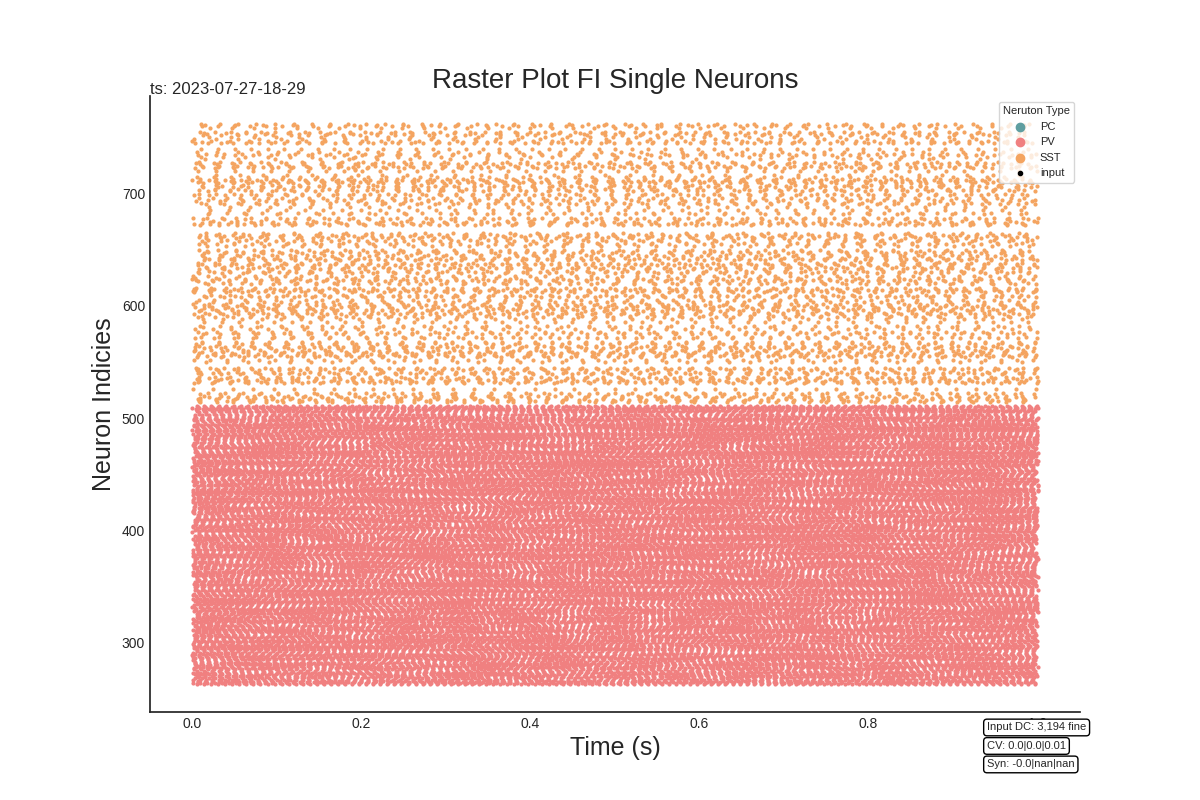 Raster Plot FI Single Neurons
ts: 2023-07-27-18-29
Neruton Type
PC
PV
SST
input
700
600
500
400
300
Neuron Indicies
0.0 0.2 0.4 0.6 0.8
Time (s)
Input DC: 3,194 fine
CV: 0.0|0.0|0.01
Syn: -0.0|nan|nan